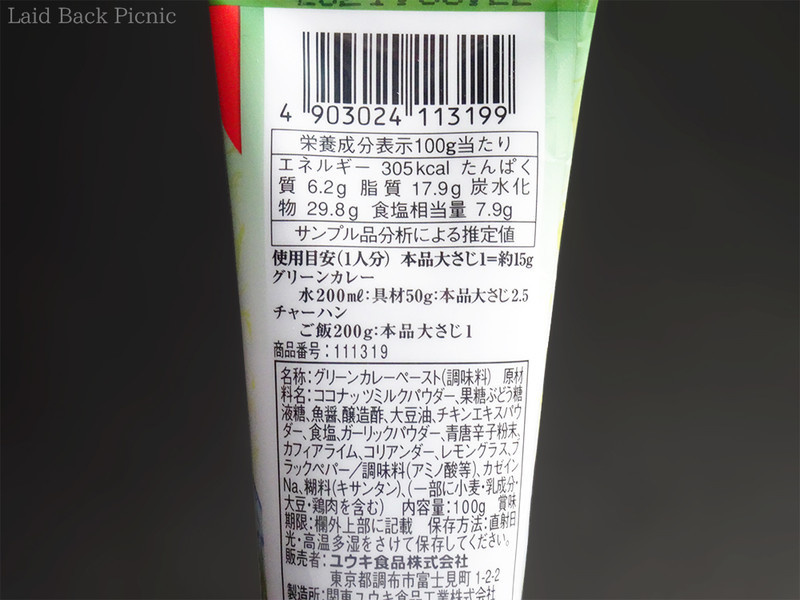 Laid Back Picnic
4 903024 113199
栄養成分表示100g当たり
エネルギー 305kcal たんぱく
質 6.2g 脂質 17.9g 炭水化
物 29.8g 食塩相当量 7.9g
サンプル品分析による推定値
使用目安(1人分) 本品大さじ1=約15g
グリーンカレー
水200mℓ:具材50g:本品大さじ2.5
チャーハン
ご飯200g:本品大さじ1
商品番号:111319
名称:グリーンカレーペースト(調味料) 原材
料名:ココナッツミルクパウダー、果糖ぶどう糖
液糖、魚醤、醸造酢、大豆油、チキンエキスパウ
ダー、食塩、ガーリックパウダー、青唐辛子粉末、
カフィアライム、コリアンダー、レモングラス、ブ
ラックペパー/調味料(アミノ酸等)、カゼイン
Na、糊料(キサンタン)、(一部に小麦・乳成分・
大豆・鶏肉を含む) 内容量:100g 賞味
期限:欄外上部に記載 保存方法:直射日
光・高温多湿をさけて保存してください。
販売者:ユウキ食品株式会社
東京都調布市富士見町1-2-2
製造所:関東ユウキ食品工業株式会社